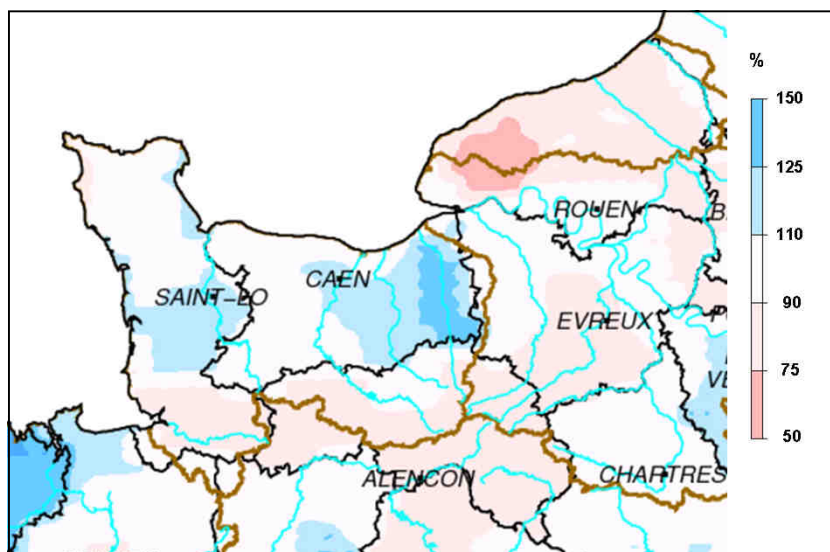 %
150
125
110
90
75
50
ROUEN
CAEN
SAINT-LO
EVREUX
ALENCON
CHARTRES